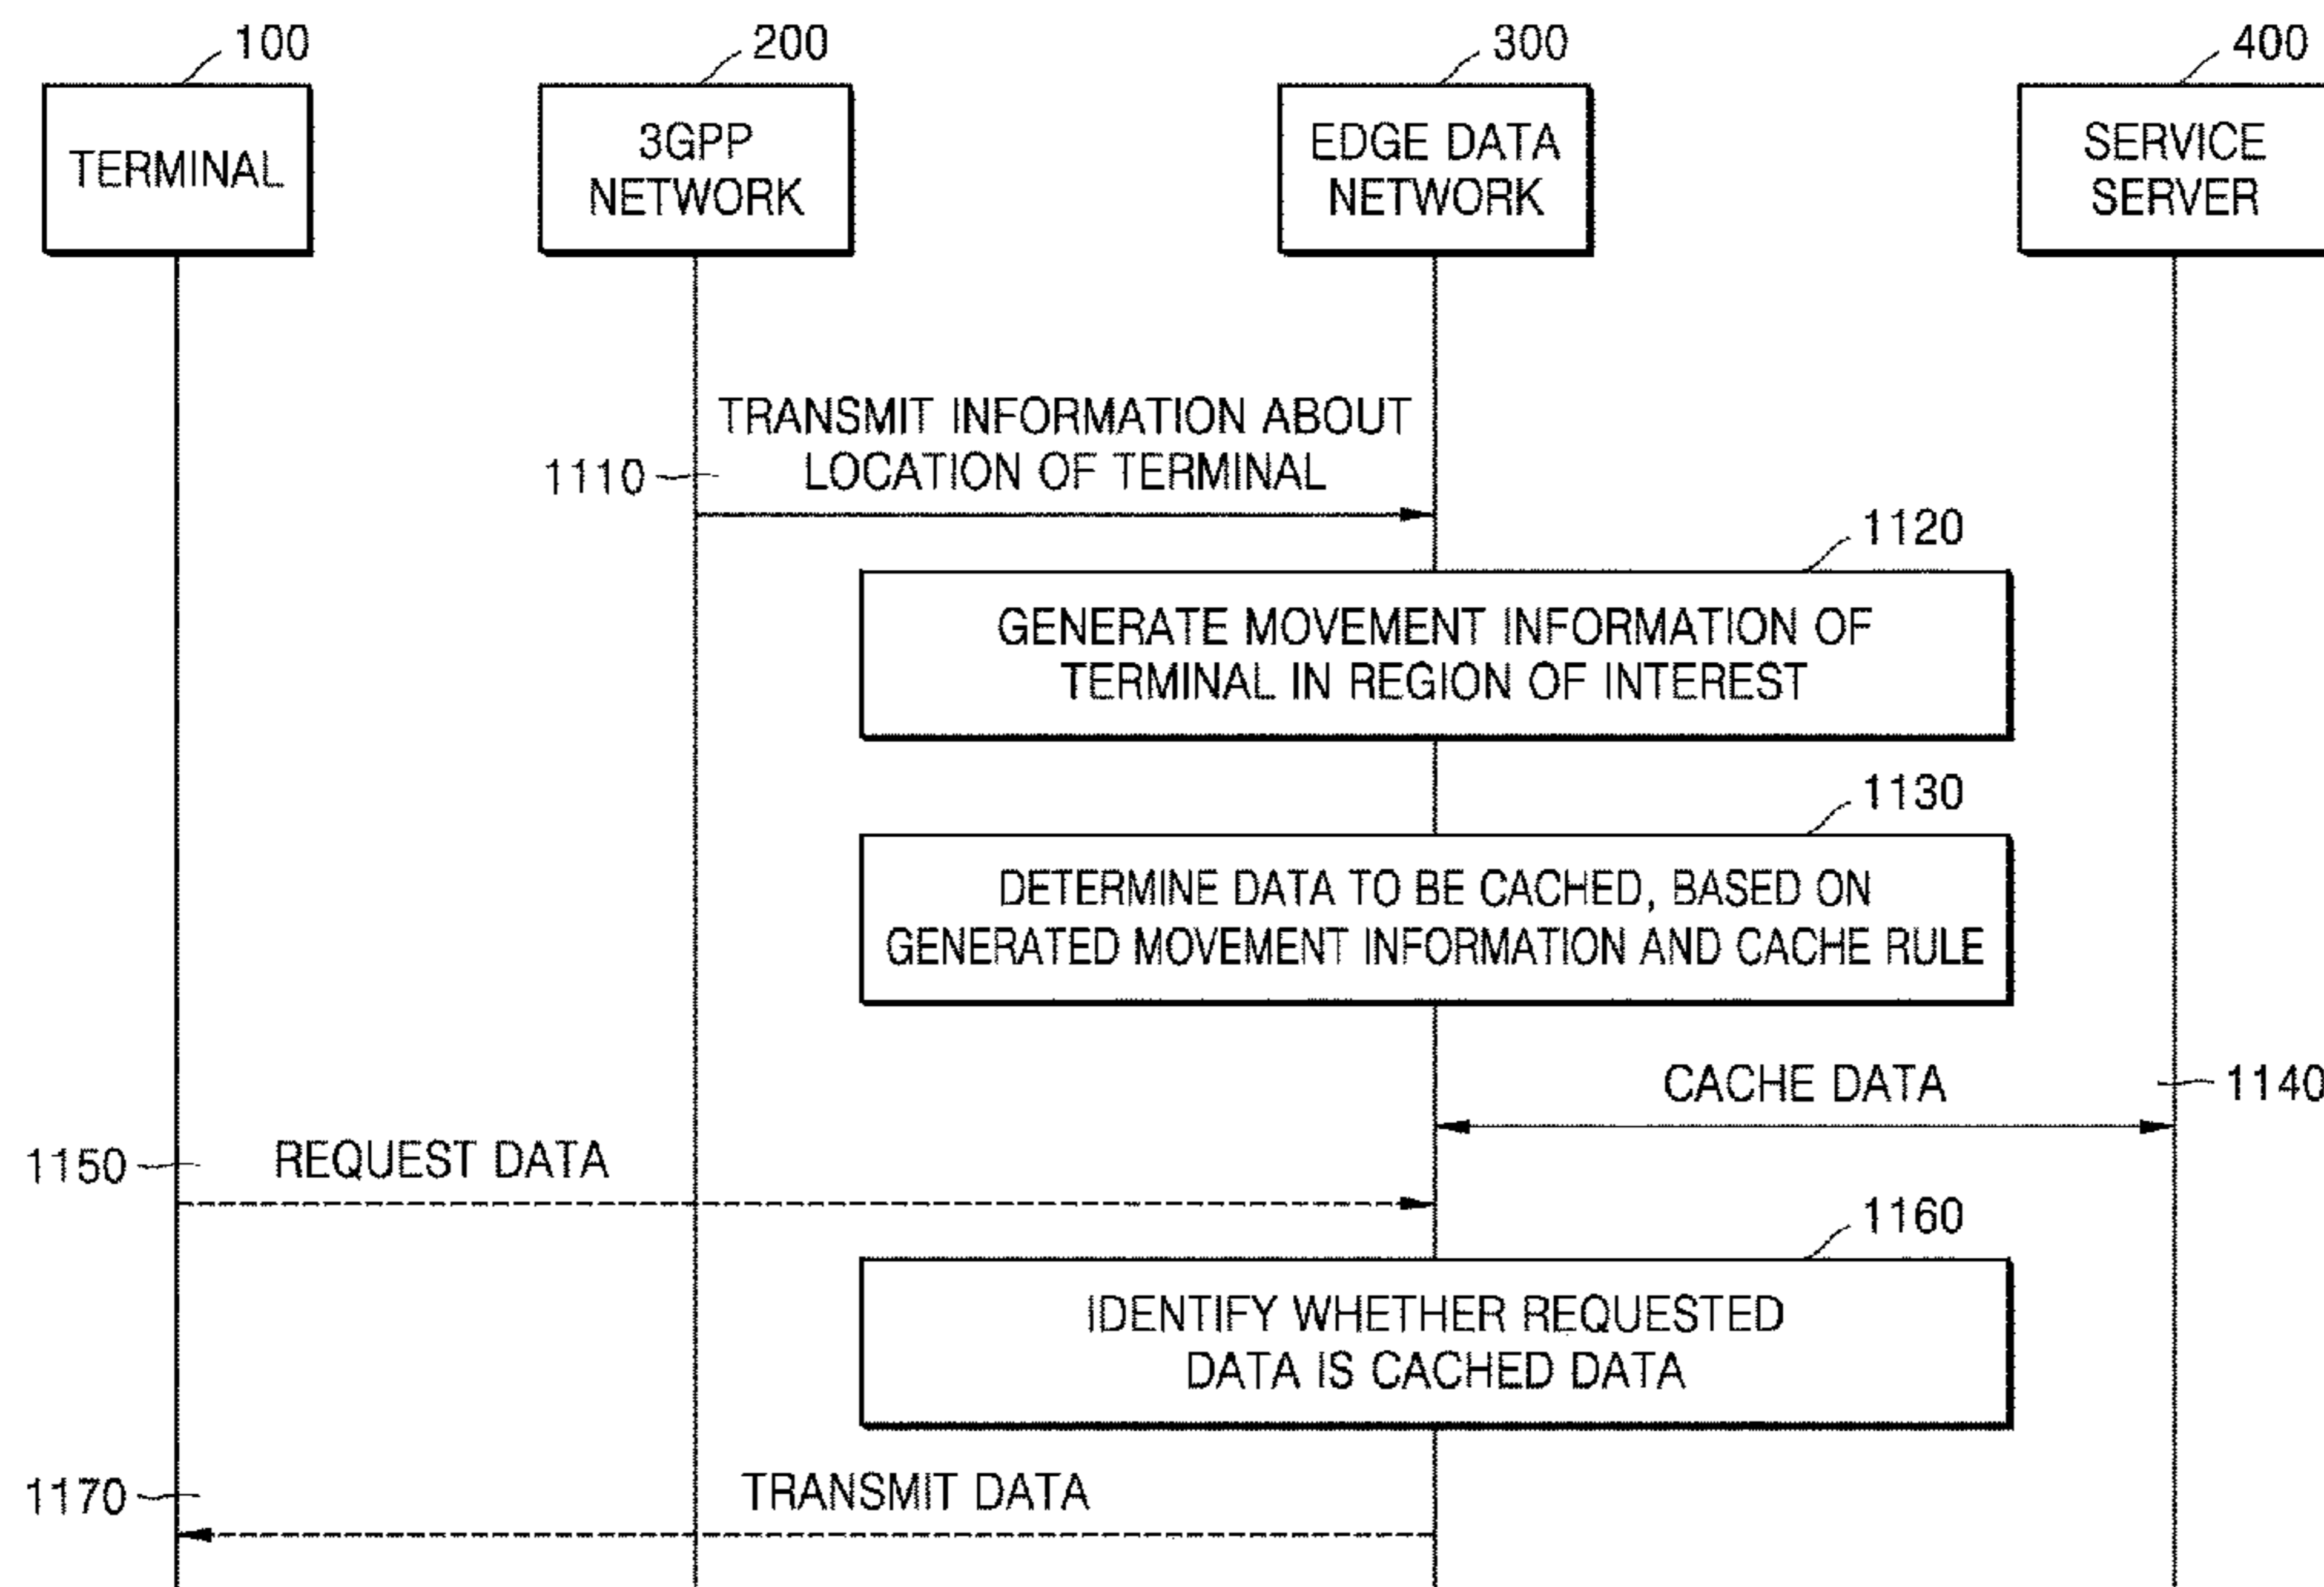 100
200
300
400
TERMINAL
3GPP
NETWORK
EDGE DATA
NETWORK
SERVICE
SERVER
TRANSMIT INFORMATION ABOUT
LOCATION OF TERMINAL
1110
1120
GENERATE MOVEMENT INFORMATION OF
TERMINAL IN REGION OF INTEREST
1130
DETERMINE DATA TO BE CACHED, BASED ON
GENERATED MOVEMENT INFORMATION AND CACHE RULE
CACHE DATA
1140
1150
REQUEST DATA
1160
IDENTIFY WHETHER REQUESTED
DATA IS CACHED DATA
1170
TRANSMIT DATA